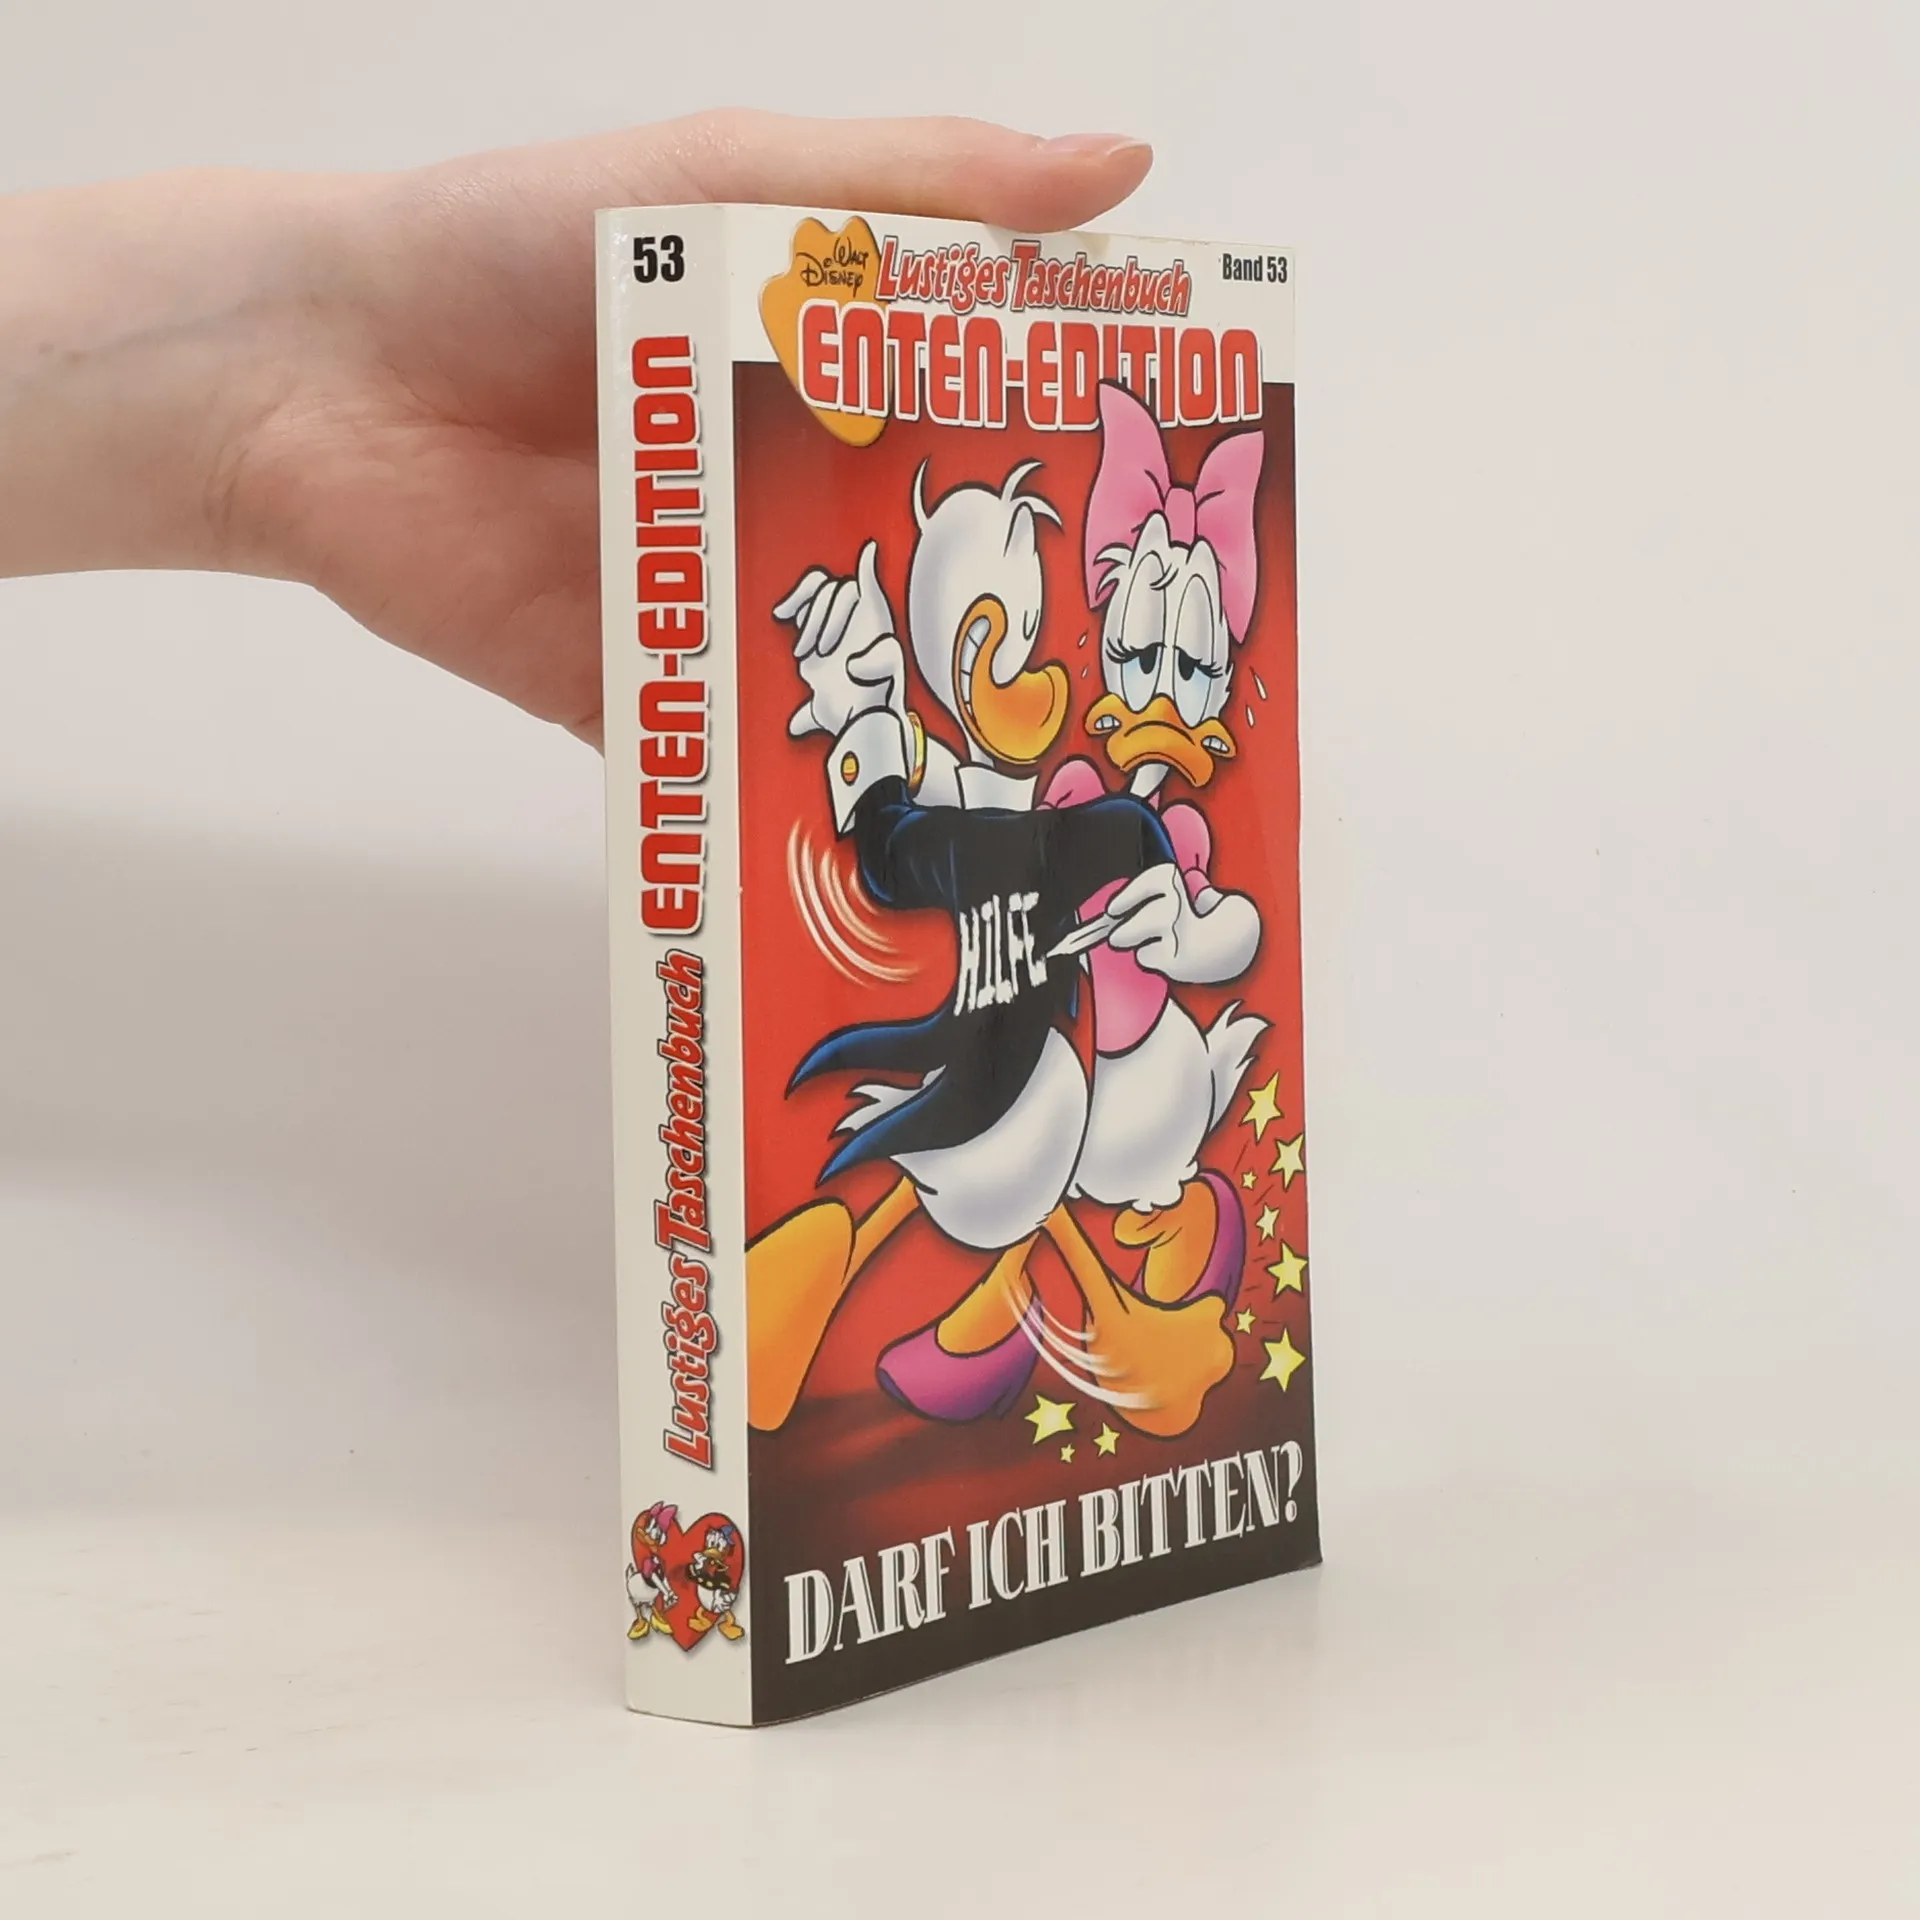 53
ENTEN-EDITION
Lustiges Taschenbuch
WALT
DISNEY
Lustiges Taschenbuch
Band 53
ENTEN-EDITION
HILFE
DARF ICH BITTEN?